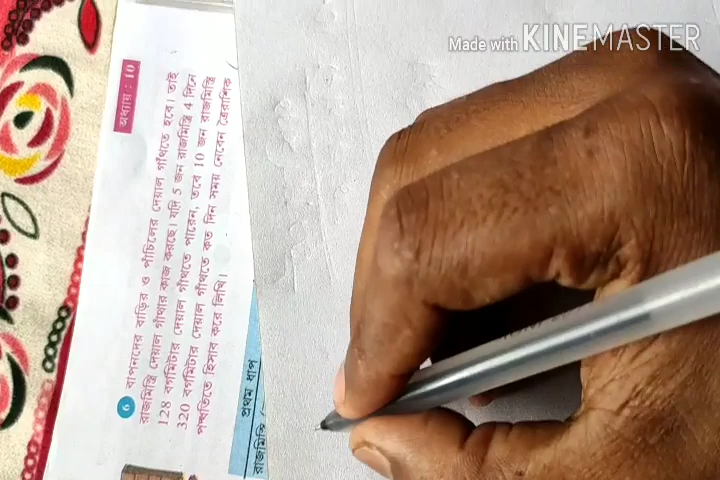 Made with KINEMASTER
অধ্যায় : 10
6 বাপনদের বাড়ির ও পাঁচিলের দেয়াল গাঁথতে হবে। তাই
রাজমিস্ত্রি দেয়াল গাঁথার কাজ করছে। যদি 5 জন রাজমিস্ত্রি 4 দিনে
128 বর্গমিটার দেয়াল গাঁথতে পারেন, তবে 10 জন রাজমিস্ত্রি
320 বর্গমিটার দেয়াল গাঁথতে কত দিন সময় নেবেন ত্রৈরাশিক
পদ্ধতিতে হিসাব করে লিখি।
প্রথম ধাপ
রাজমিস্ত্রি